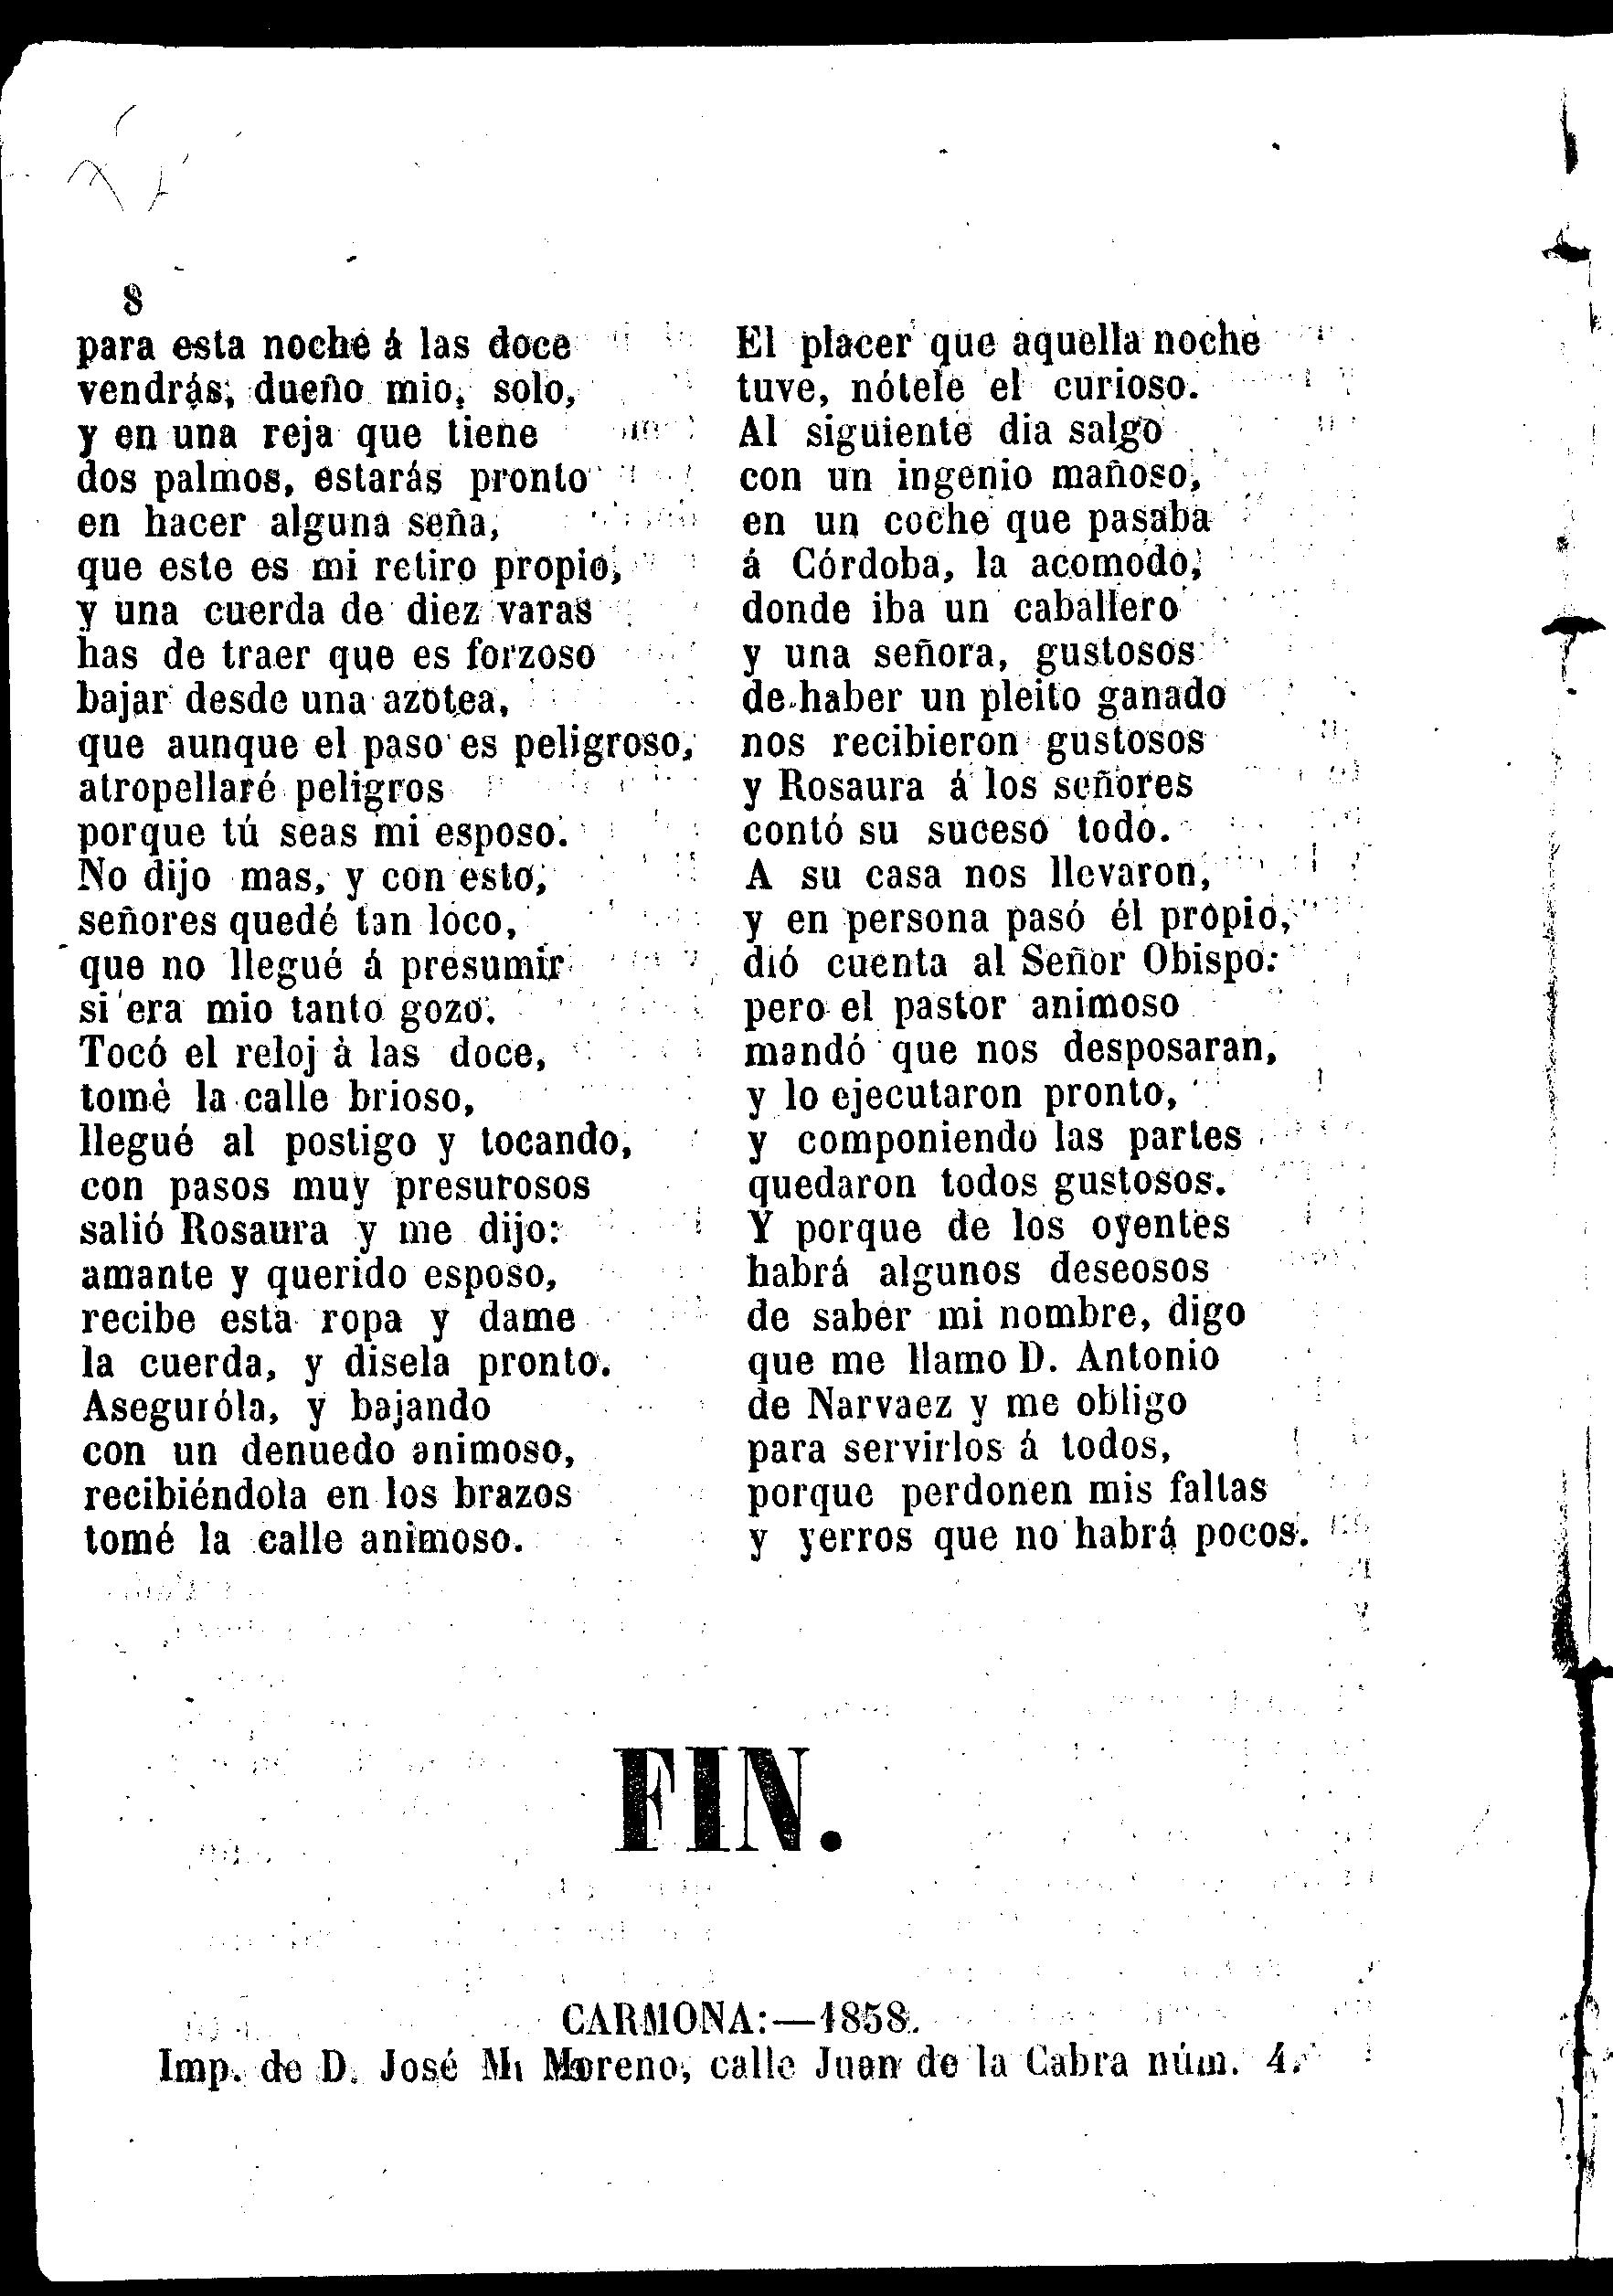 8
para esta noche á las doce
vendrás, dueño mio, solo,
y en una reja que tiene
dos palmos, estarás pronto
en hacer alguna seña,
que este es mi retiro propio,
y una cuerda de diez varas
has de traer que es forzoso
bajar desde una azotea,
que aunque el paso es peligroso,
atropellaré peligros
porque tú seas mi esposo.
No dijo mas, y con esto,
señores quedé tan loco,
que no llegué á presumir
si era mio tanto gozo.
Tocó el reloj à las doce,
tomè la calle brioso,
llegué al postigo y tocando,
con pasos muy presurosos
salió Rosaura y me dijo:
amante y querido esposo,
recibe esta ropa y dame
la cuerda, y disela pronto.
Aseguróla, y bajando
con un denuedo animoso,
recibiéndola en los brazos
tomé la calle animoso.
El placer que aquella noche
tuve, nótele el curioso.
Al siguiente dia salgo
con un ingenio mañoso,
en un coche que pasaba
á Córdoba, la acomodo,
donde iba un caballero
y una señora, gustosos
de haber un pleito ganado
nos recibieron gustosos
y Rosaura á los señores
contó su suceso todo.
A su casa nos llevaron,
y en persona pasó él propio,
dió cuenta al Señor Obispo:
pero el pastor animoso
mandó que nos desposaran,
y lo ejecutaron pronto,
y componiendo las partes
quedaron todos gustosos.
Y porque de los oyentes
habrá algunos deseosos
de saber mi nombre, digo
que me llamo D. Antonio
de Narvaez y me obligo
para servirlos á todos,
porque perdonen mis faltas
y yerros que no habrá pocos.
FIN.
CARMONA:—1858.
Imp. de D. José M. Moreno, calle Juan de la Cabra núm. 4.